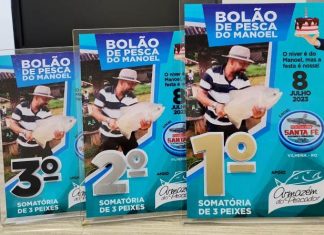 BOLÃO
DE PESCA
DO MANOEL
3º
SOMATÓRIA
DE 3 PEIXES
BOLÃO
DE PESCA
DO MANOEL
2º
SOMATÓRIA
DE 3 PEIXES
APOIO
BOLÃO
DE PESCA
DO MANOEL
O niver é do
Manoel, mas a
festa é nossa!
8
JULHO
2023
SANTA FÉ
VILHENA - RO
1º
SOMATÓRIA
DE 3 PEIXES
APOIO
Armazém
do Pescador